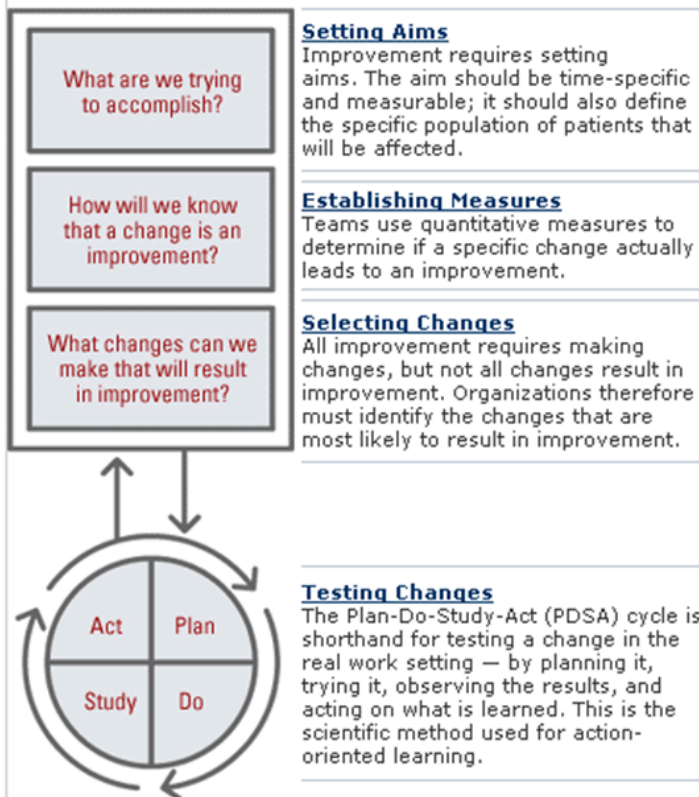 What are we trying
to accomplish?
Setting Aims
Improvement requires setting
aims. The aim should be time-specific
and measurable; it should also define
the specific population of patients that
will be affected.
How will we know
that a change is an
improvement?
Establishing Measures
Teams use quantitative measures to
determine if a specific change actually
leads to an improvement.
What changes can we
make that will result
in improvement?
Selecting Changes
All improvement requires making
changes, but not all changes result in
improvement. Organizations therefore
must identify the changes that are
most likely to result in improvement.
Act
Plan
Study
Do
Testing Changes
The Plan-Do-Study-Act (PDSA) cycle is
shorthand for testing a change in the
real work setting — by planning it,
trying it, observing the results, and
acting on what is learned. This is the
scientific method used for action-
oriented learning.